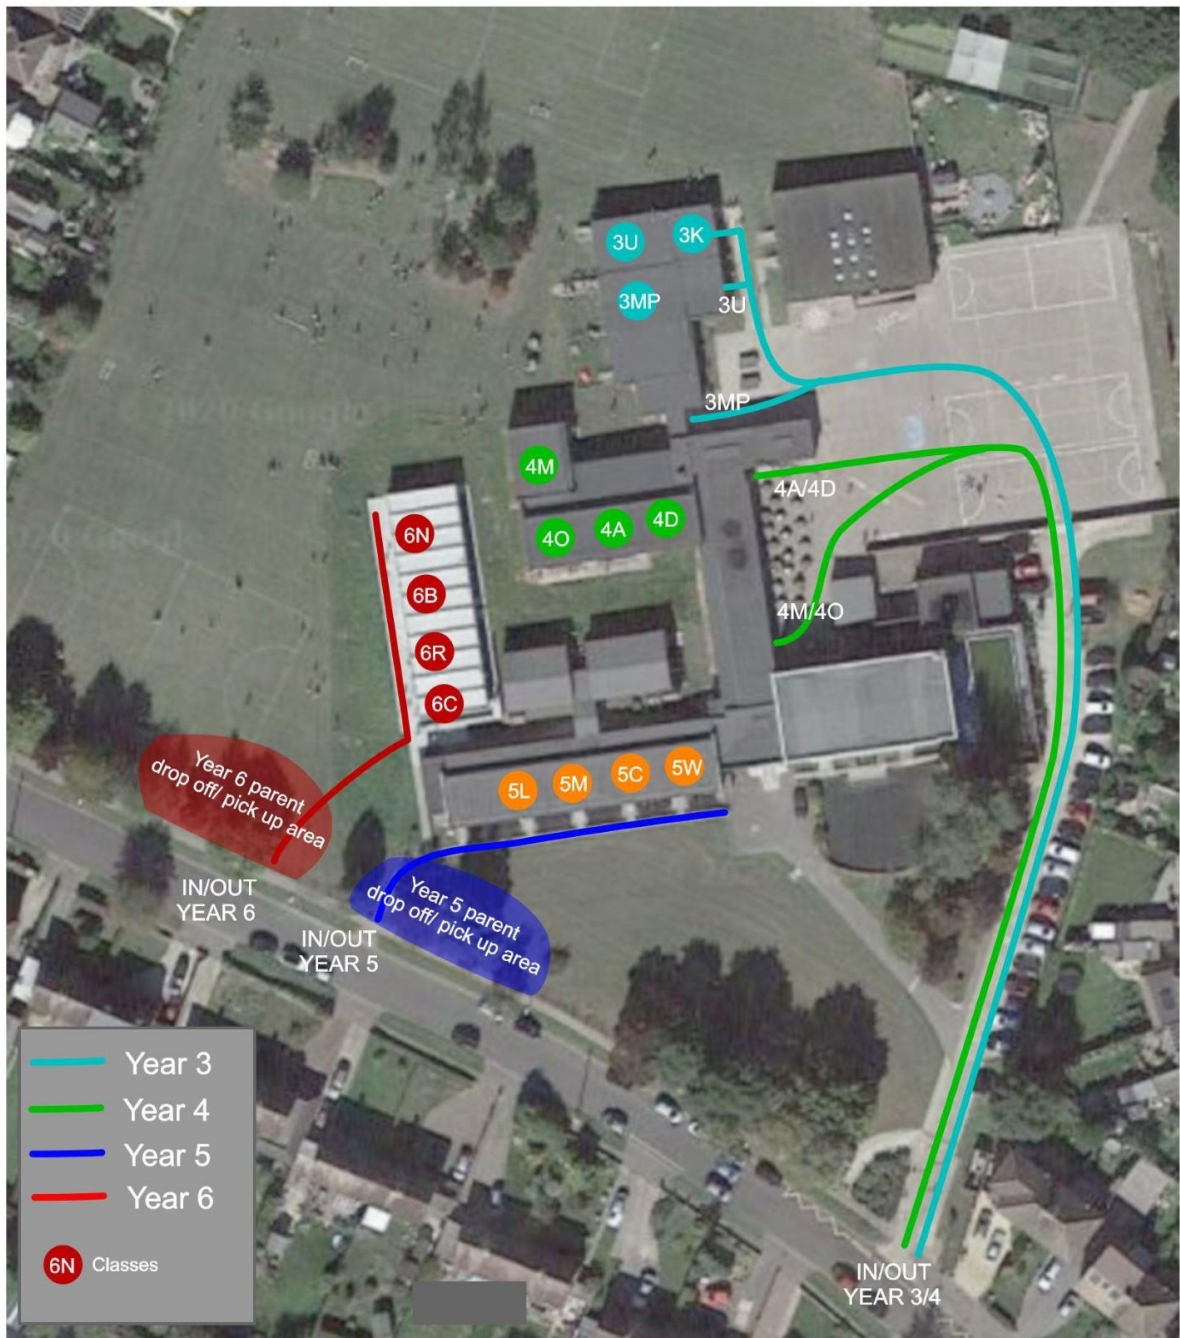 3U
3K
3MP
3U
3MP
4M
4A/4D
4O
4A
4D
6N
6B
6R
6C
4M/4O
5L
5M
5C
5W
Year 6 parent
drop off/ pick up area
IN/OUT
YEAR 6
Year 5 parent
drop off/ pick up area
IN/OUT
YEAR 5
Year 3
Year 4
Year 5
Year 6
6N Classes
IN/OUT
YEAR 3/4